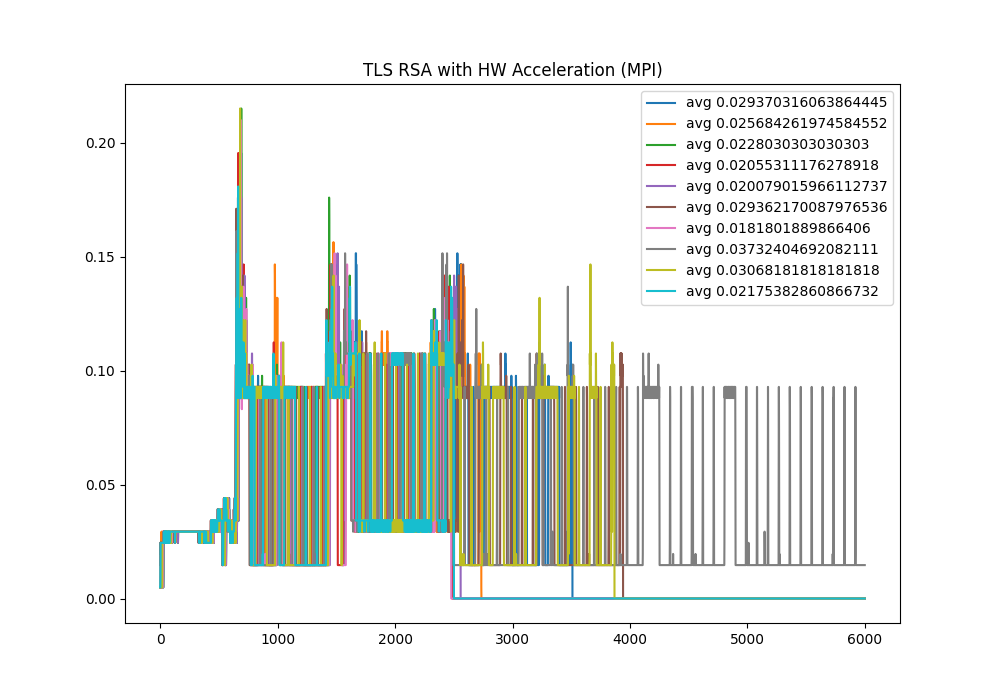 TLS RSA with HW Acceleration (MPI)
avg 0.029370316063864445
avg 0.025684261974584552
avg 0.0228030303030303
avg 0.02055311176278918
avg 0.020079015966112737
avg 0.029362170087976536
avg 0.0181801889866406
avg 0.03732404692082111
avg 0.03068181818181818
avg 0.02175382860866732
0.20
0.15
0.10
0.05
0.00
0 1000 2000 3000 4000 5000 6000